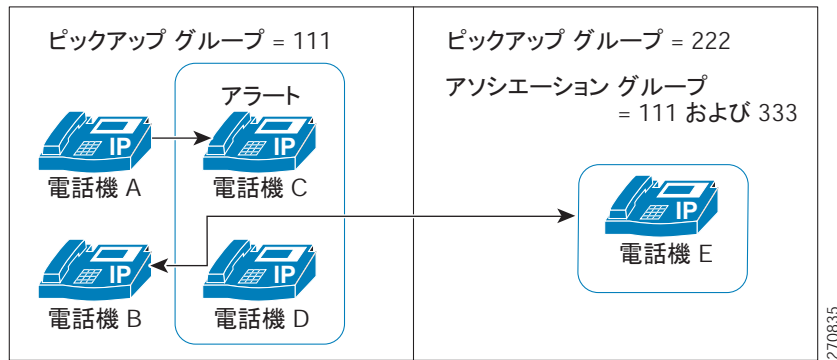 ピックアップ グループ = 111
アラート
IP
電話機 A
IP
電話機 C
IP
電話機 B
IP
電話機 D
ピックアップ グループ = 222
アソシエーション グループ
= 111 および 333
IP
電話機 E
270835